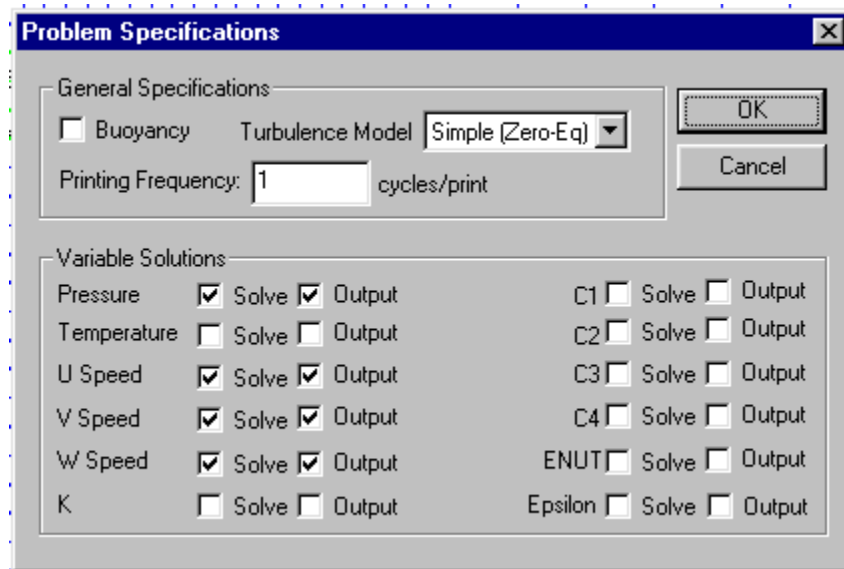 Problem Specifications
General Specifications
Buoyancy Turbulence Model Simple (Zero-Eq)
OK
Printing Frequency: 1 cycles/print
Cancel
Variable Solutions
Pressure Solve Output C1 Solve Output
Temperature Solve Output C2 Solve Output
U Speed Solve Output C3 Solve Output
V Speed Solve Output C4 Solve Output
W Speed Solve Output ENUT Solve Output
K Solve Output Epsilon Solve Output